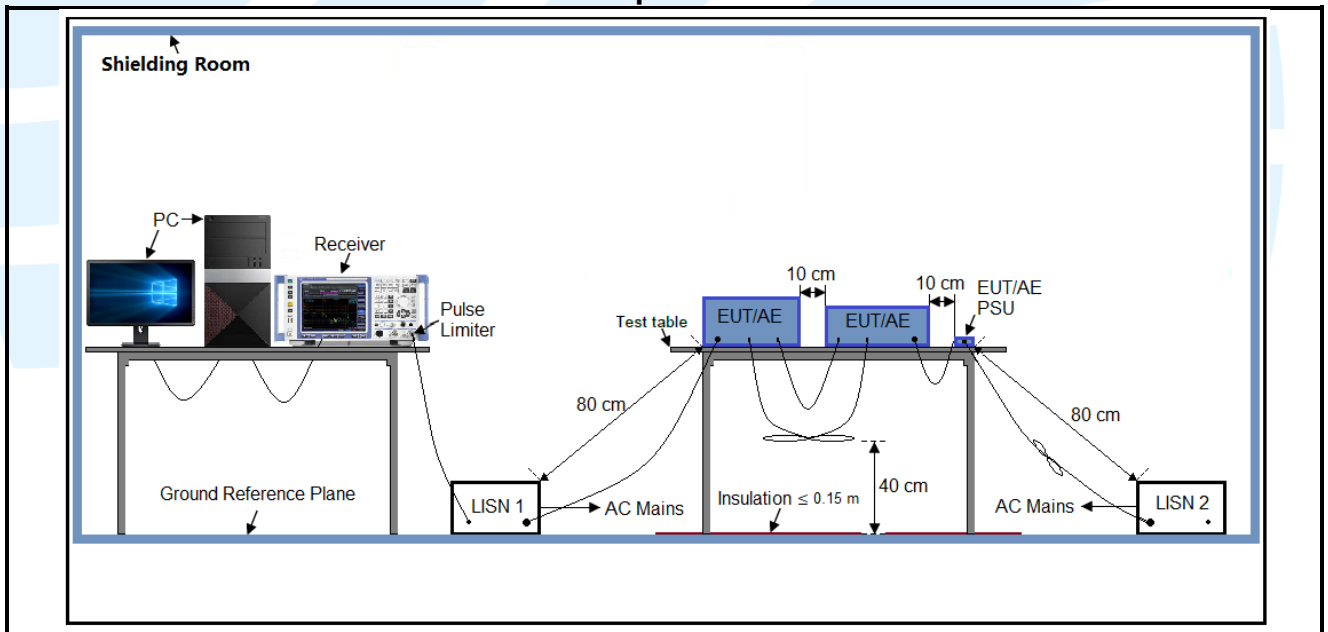 Shielding Room
PC
Receiver
Pulse
Limiter
10 cm
10 cm
EUT/AE
PSU
Test table
EUT/AE
EUT/AE
80 cm
80 cm
40 cm
Ground Reference Plane
LISN 1
AC Mains
Insulation ≤ 0.15 m
AC Mains
LISN 2